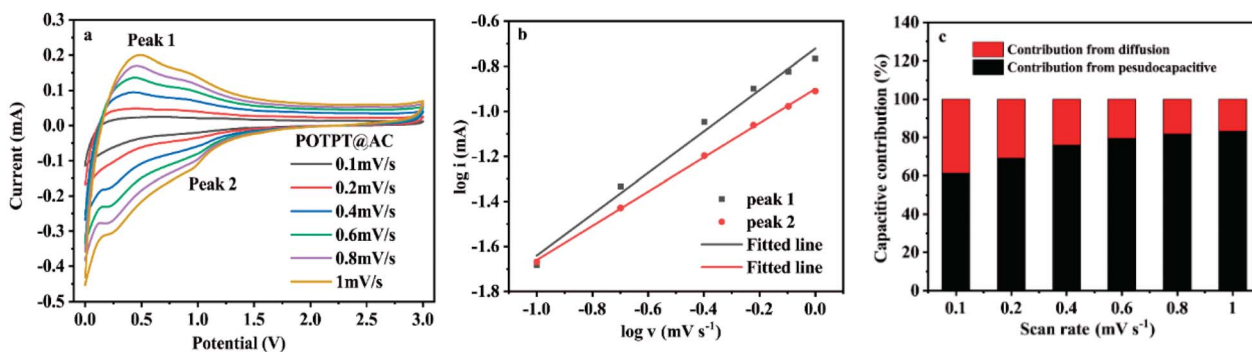 a
Peak 1
Peak 2
POTPT@AC
0.1mV/s
0.2mV/s
0.4mV/s
0.6mV/s
0.8mV/s
1mV/s
0.3
0.2
0.1
0.0
-0.1
-0.2
-0.3
-0.4
-0.5
Current (mA)
0.0 0.5 1.0 1.5 2.0 2.5 3.0
Potential (V)
b
-0.6
-0.8
-1.0
-1.2
-1.4
-1.6
-1.8
log i (mA)
peak 1
peak 2
Fitted line
Fitted line
-1.0 -0.8 -0.6 -0.4 -0.2 0.0
log v (mV s⁻¹)
c
Contribution from diffusion
Contribution from pesudocapacitive
140
120
100
80
60
40
20
0
Capacitive contribution (%)
0.1 0.2 0.4 0.6 0.8 1
Scan rate (mV s⁻¹)